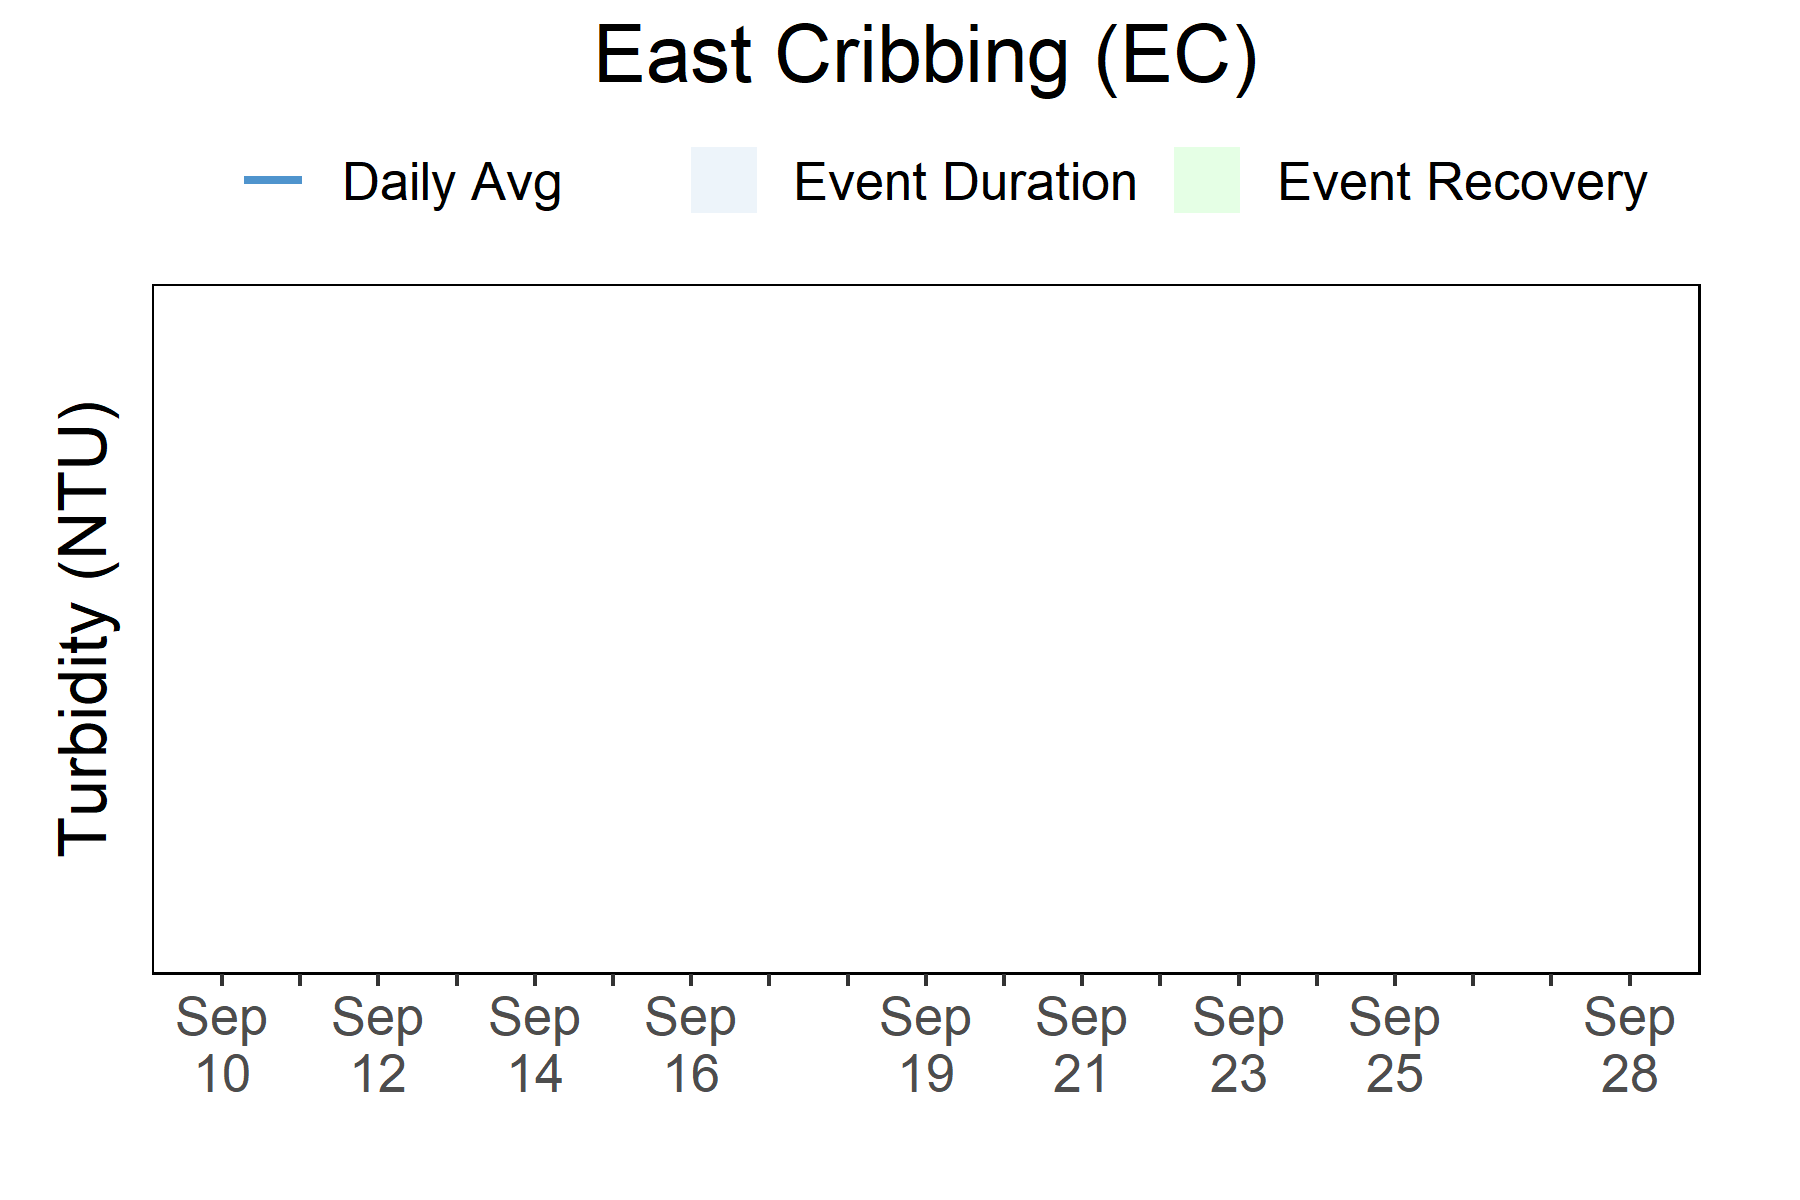 East Cribbing (EC)
Daily Avg Event Duration Event Recovery
Turbidity (NTU)
Sep Sep Sep Sep Sep Sep Sep Sep Sep
10 12 14 16 19 21 23 25 28